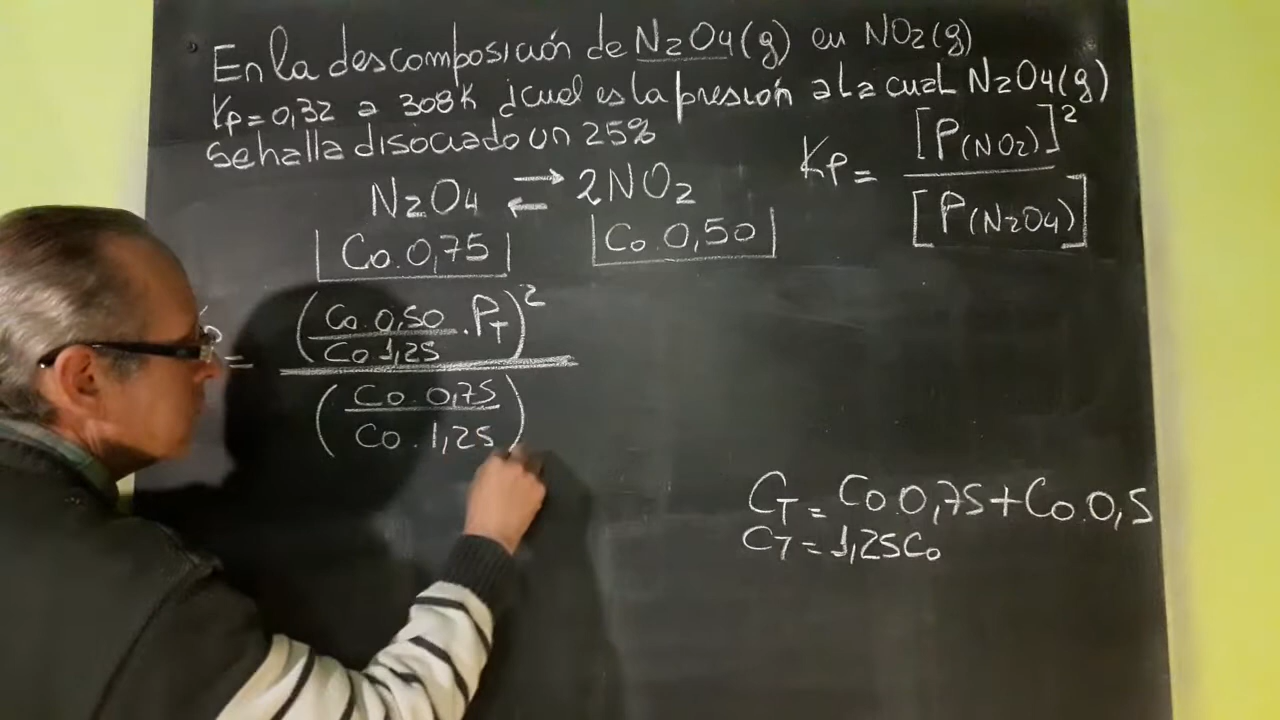 En la descomposición de N2O4(g) en NO2(g)
Kp=0,32 a 308K ¿cual es la presión a la cual N2O4(g)
se halla disociado un 25%
Kp = [P(NO2)]² / [P(N2O4)]
N2O4 ⇄ 2NO2
Co.0,75 Co.0,50
= (Co.0,50 / Co 1,25 . PT)²
(Co.0,75 / Co.1,25)
CT = Co 0,75 + Co.0,5
CT = 1,25Co